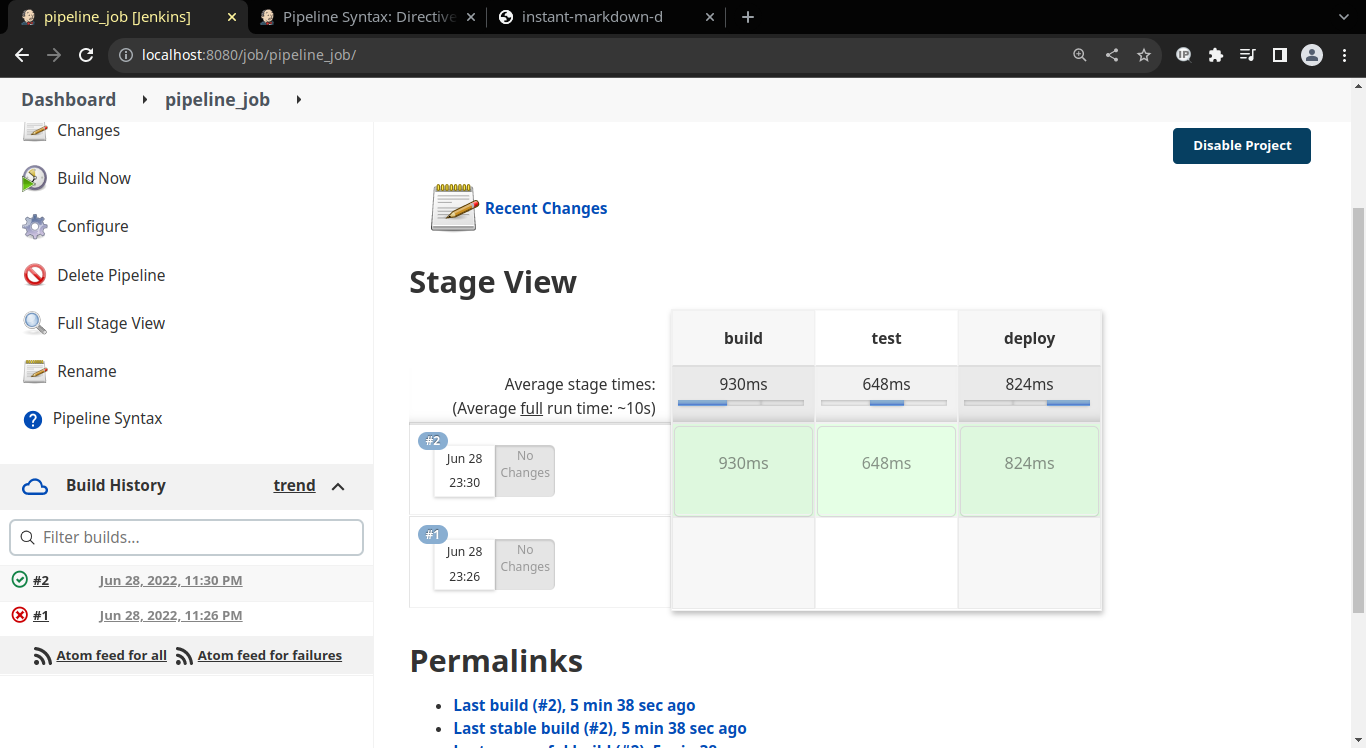 pipeline_job [Jenkins]
Pipeline Syntax: Directive
instant-markdown-d
localhost:8080/job/pipeline_job/
IP
Dashboard
pipeline_job
Changes
Build Now
Configure
Delete Pipeline
Full Stage View
Rename
Pipeline Syntax
Build History
trend
Filter builds...
#2 Jun 28, 2022, 11:30 PM
#1 Jun 28, 2022, 11:26 PM
Atom feed for all Atom feed for failures
Disable Project
Recent Changes
Stage View
build test deploy
Average stage times: 930ms 648ms 824ms
(Average full run time: ~10s)
#2
Jun 28
23:30
No
Changes
930ms 648ms 824ms
#1
Jun 28
23:26
No
Changes
Permalinks
Last build (#2), 5 min 38 sec ago
Last stable build (#2), 5 min 38 sec ago